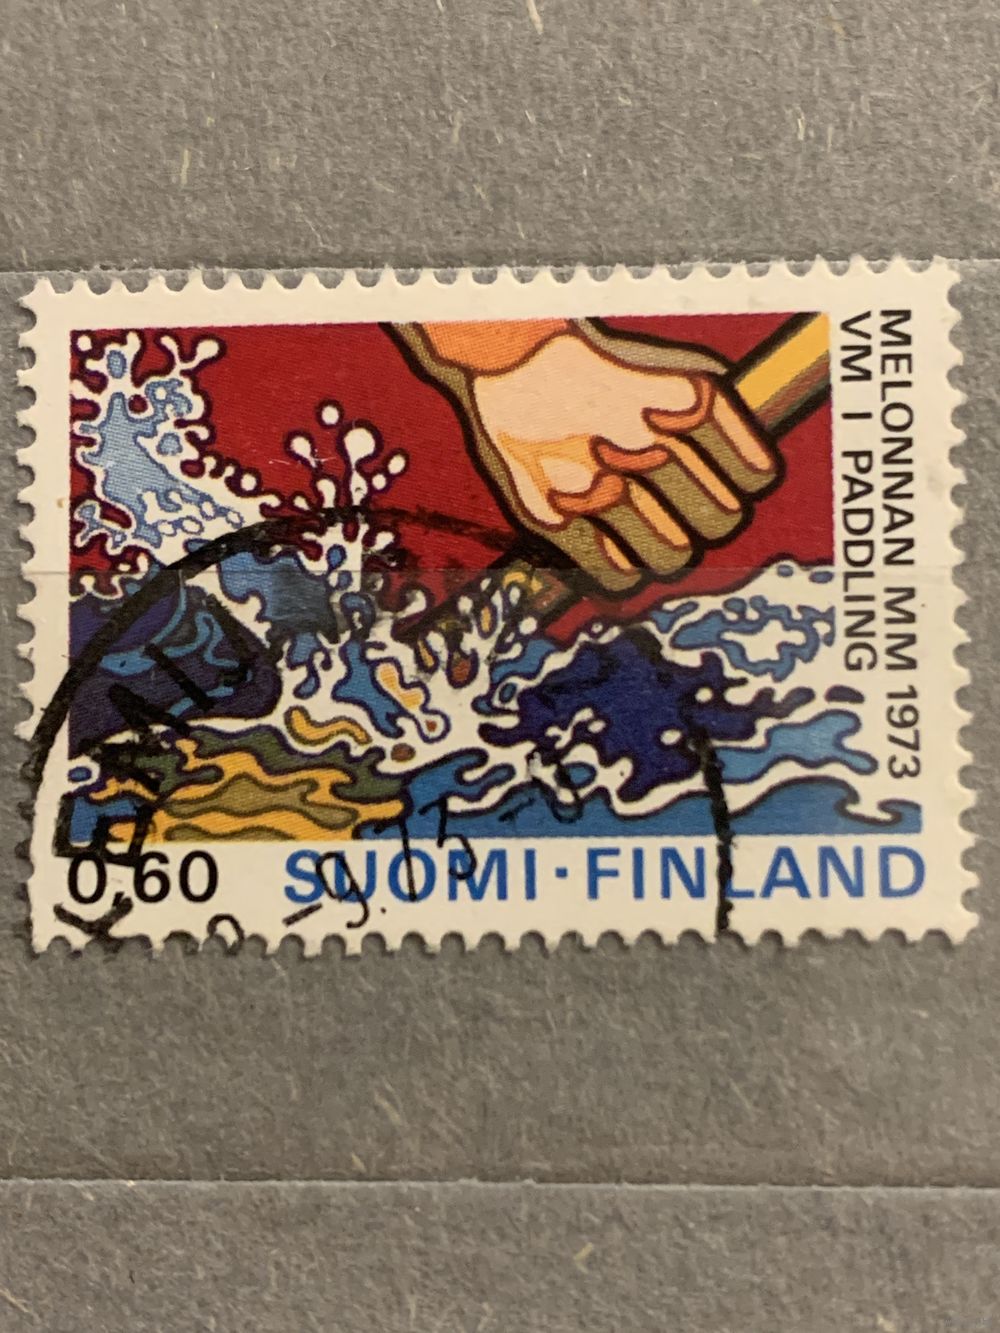 MELONNAN MM 1973
VM I PADDLING
0,60 SUOMI·FINLAND